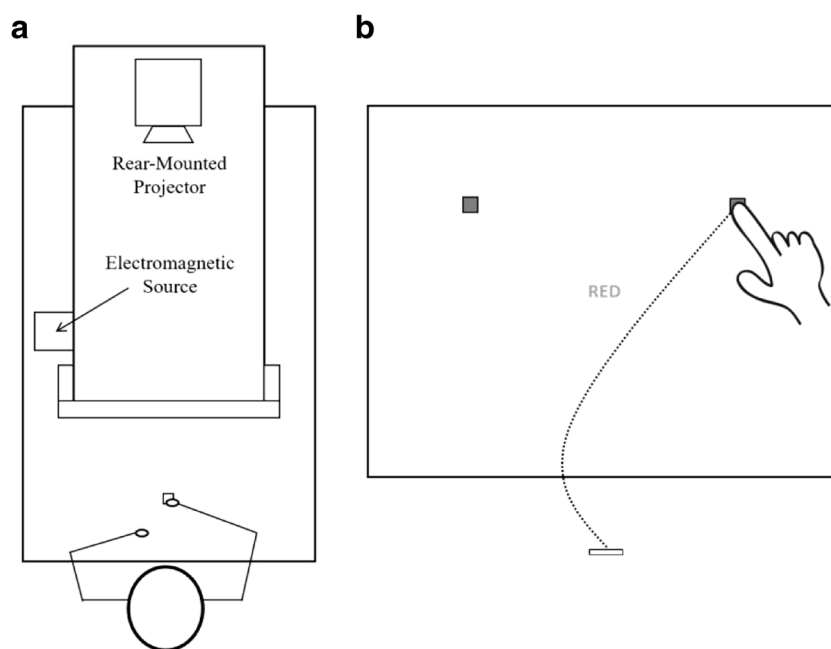 a
b
Rear-Mounted
Projector
Electromagnetic
Source
RED